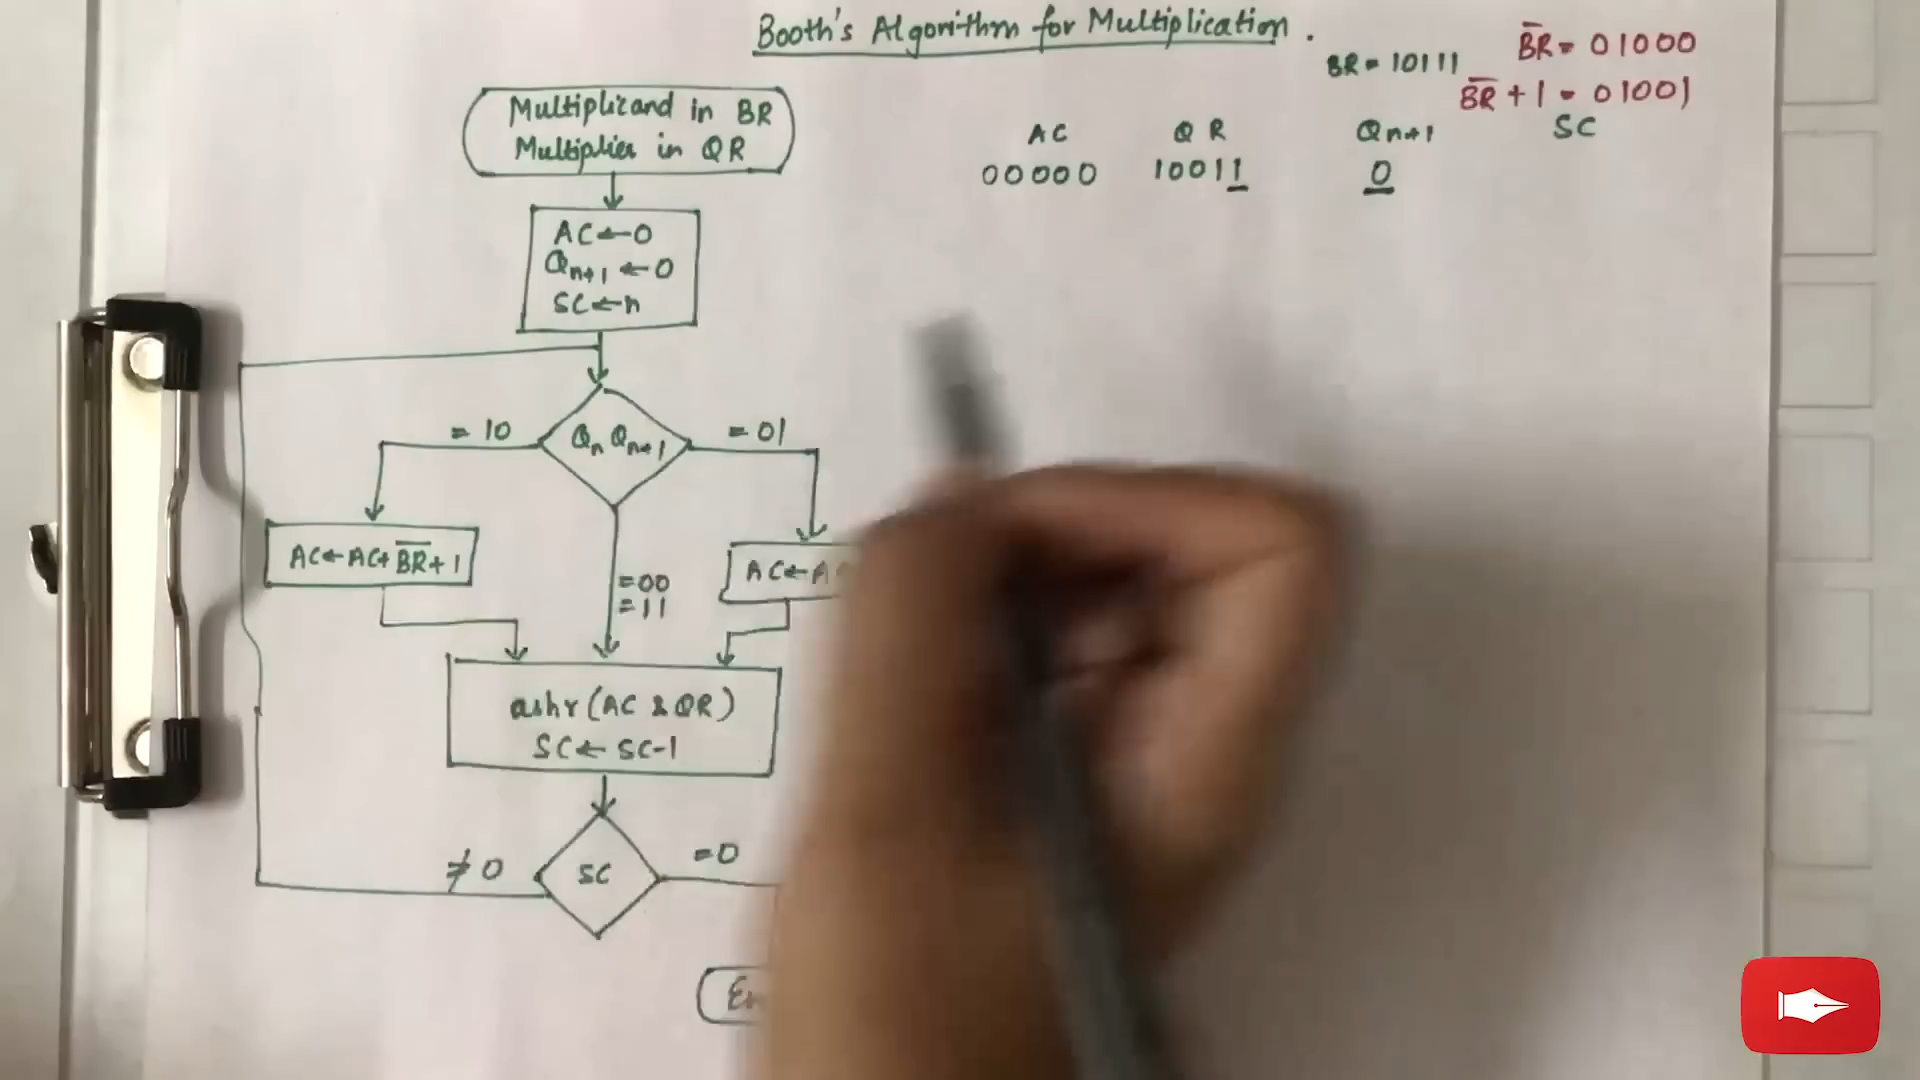 Booth's Algorithm for Multiplication.
BR = 10111
B̅R = 01000
B̅R̅ + 1 = 01001
AC QR Qn+1 SC
00000 10011 0
Multiplicand in BR
Multiplier in QR
AC←0
Qn+1 ←0
SC←n
Qn Qn+1
= 10
= 01
AC←AC+B̅R̅+1
=00
=11
AC←A
ashr (AC & QR)
SC← SC-1
SC
≠ 0
=0